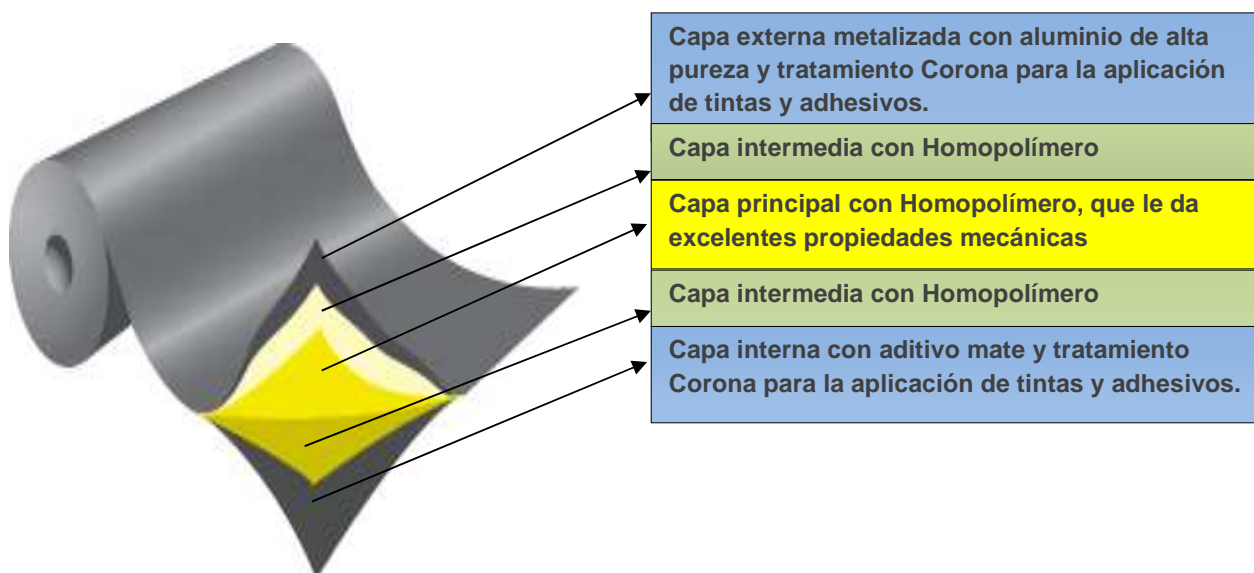 Capa externa metalizada con aluminio de alta
pureza y tratamiento Corona para la aplicación
de tintas y adhesivos.
Capa intermedia con Homopolímero
Capa principal con Homopolímero, que le da
excelentes propiedades mecánicas
Capa intermedia con Homopolímero
Capa interna con aditivo mate y tratamiento
Corona para la aplicación de tintas y adhesivos.